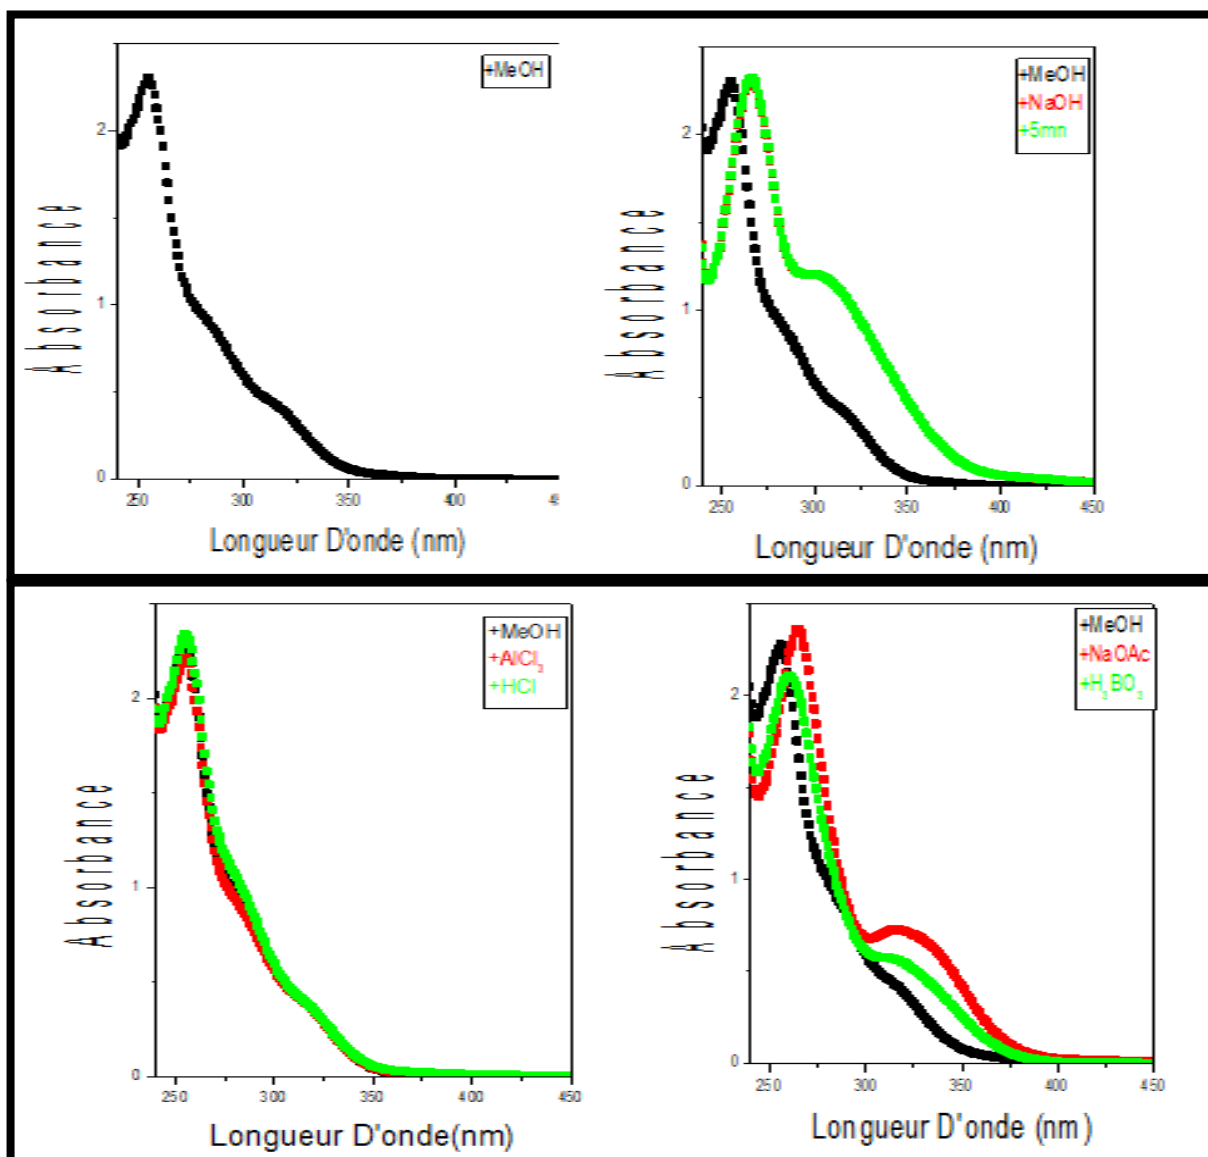 +MeOH
2
1
0
250
300
350
400
45
Absorbance
Longueur D'onde (nm)
+MeOH
+NaOH
+5mn
2
1
0
250
300
350
400
450
Absorbance
Longueur D'onde (nm)
+MeOH
+AlCl3
+HCl
2
1
0
250
300
350
400
450
Absorbance
Longueur D'onde(nm)
+MeOH
+NaOAc
+H3BO3
2
1
0
250
300
350
400
450
Absorbance
Longueur D'onde (nm)